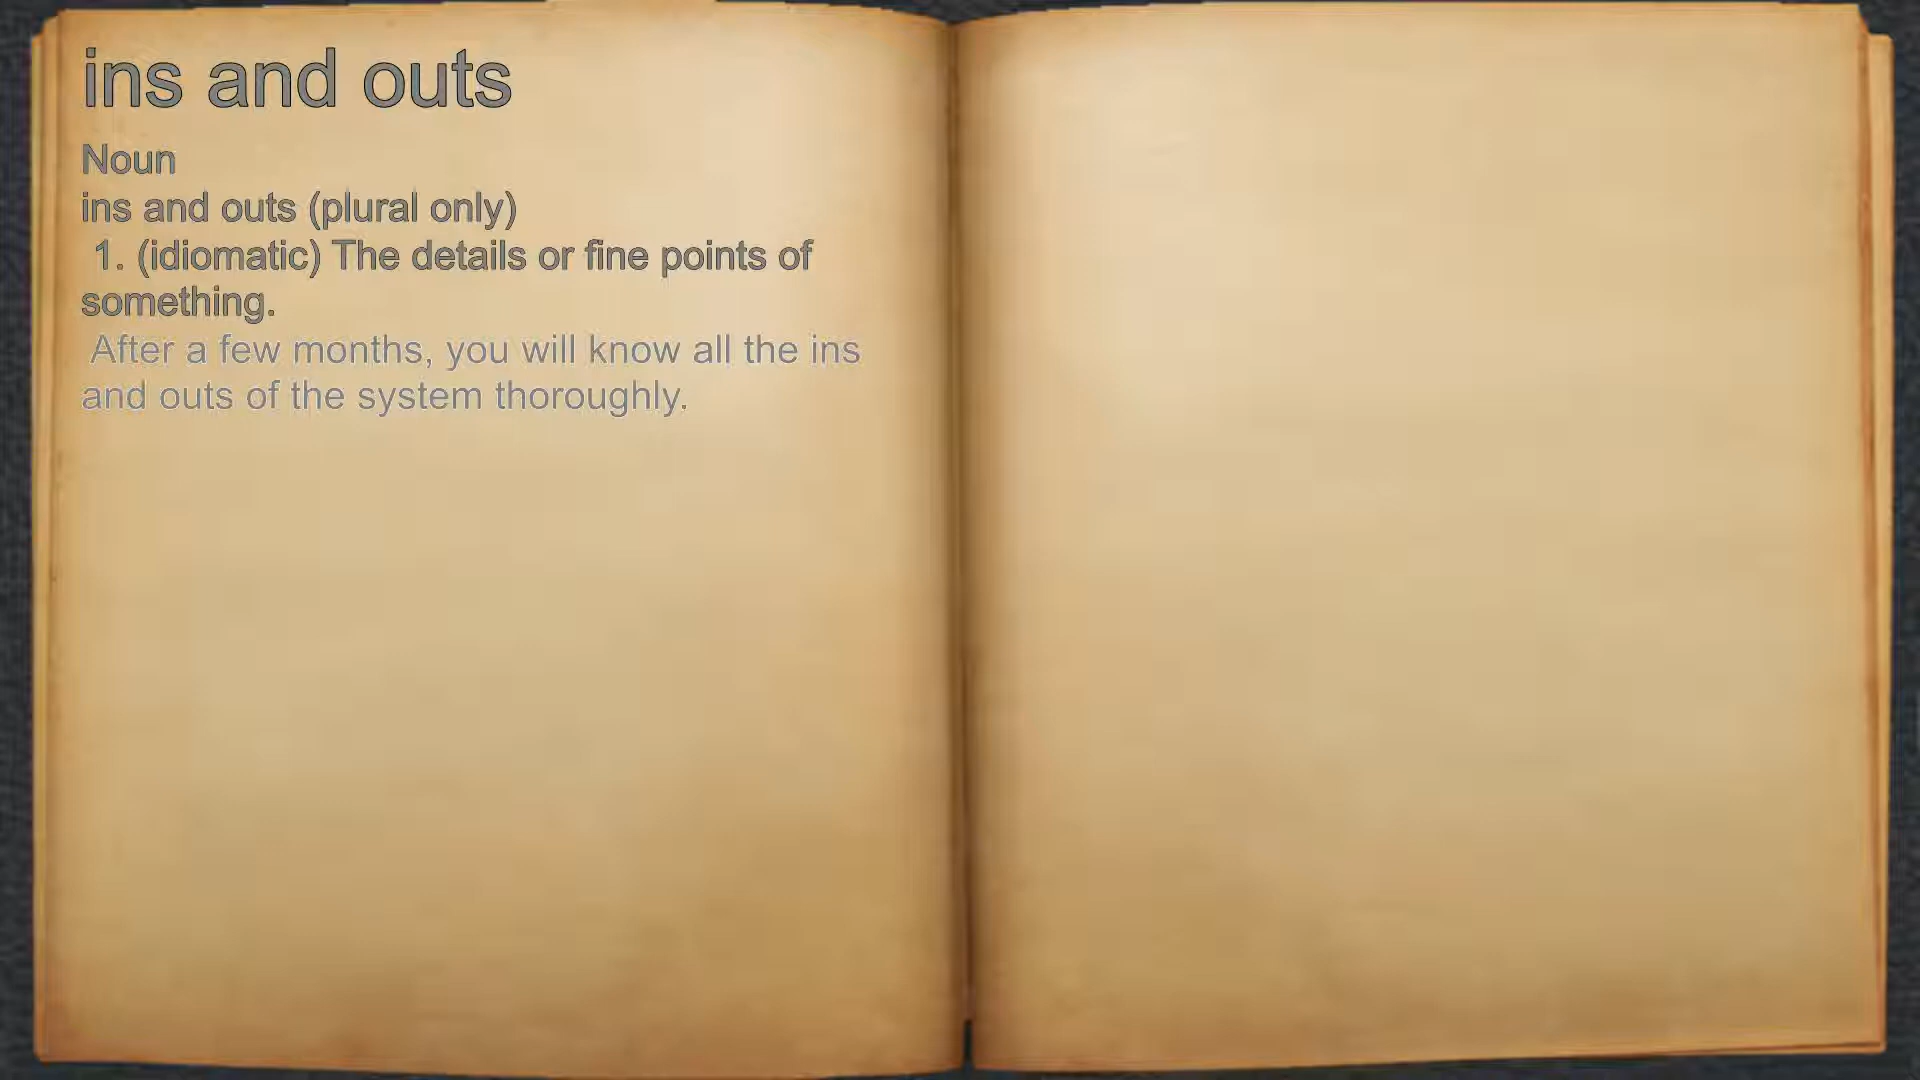 ins and outs
Noun
ins and outs (plural only)
1. (idiomatic) The details or fine points of
something.
After a few months, you will know all the ins
and outs of the system thoroughly.